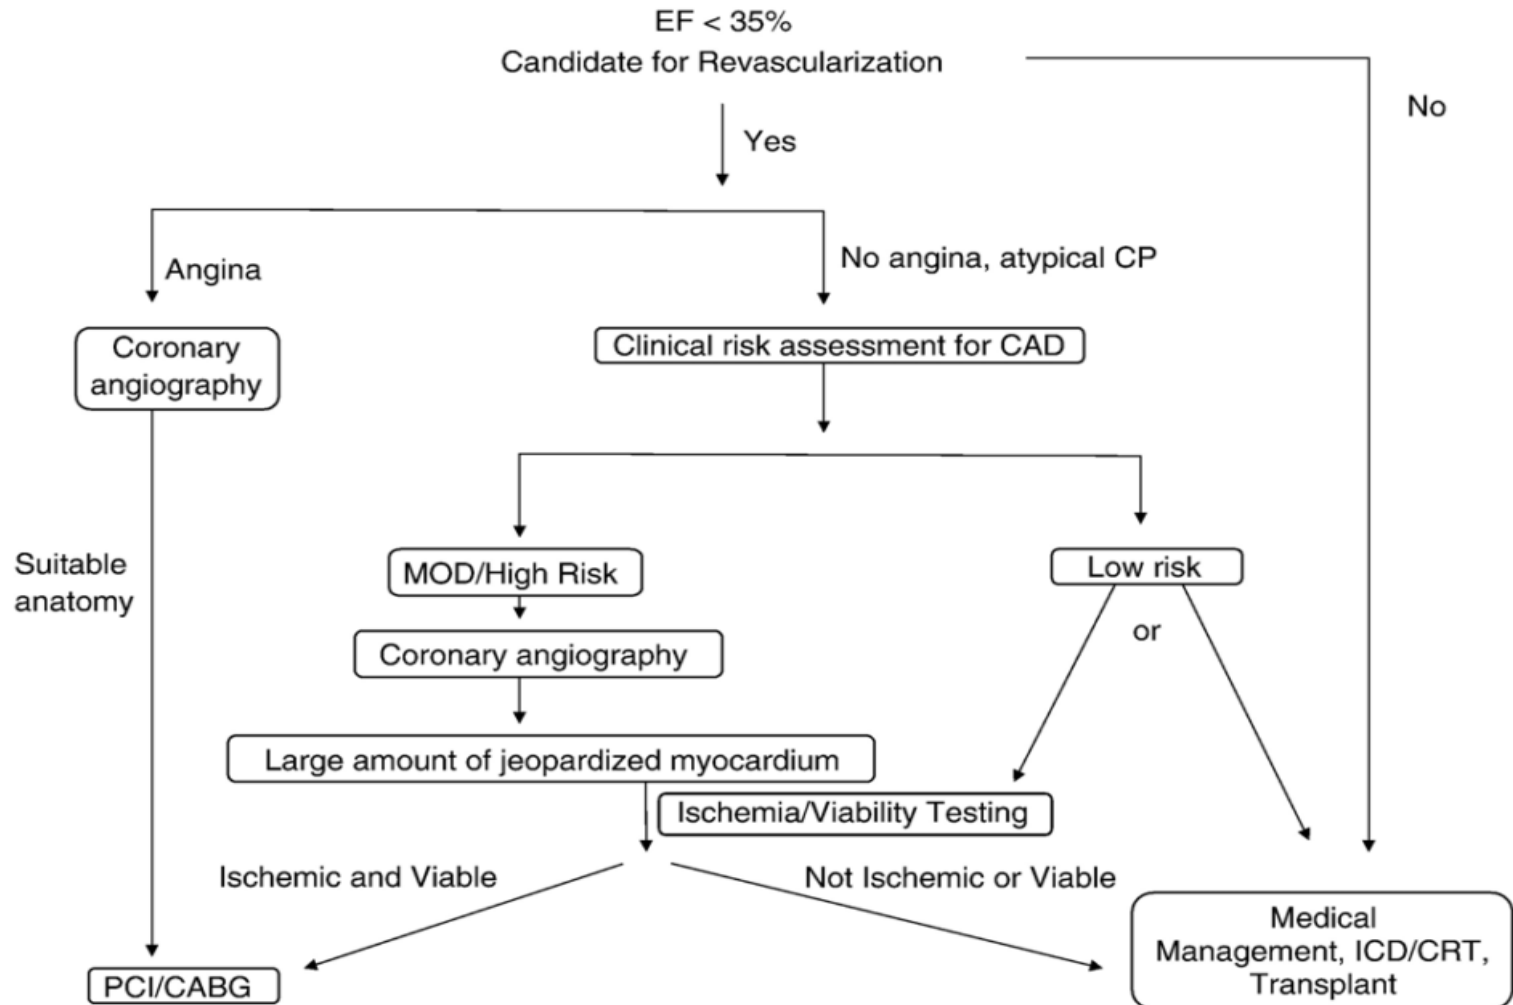 EF < 35%
Candidate for Revascularization
No
Yes
Angina
No angina, atypical CP
Coronary
angiography
Clinical risk assessment for CAD
Suitable
anatomy
MOD/High Risk
Low risk
or
Coronary angiography
Large amount of jeopardized myocardium
Ischemia/Viability Testing
Ischemic and Viable
Not Ischemic or Viable
PCI/CABG
Medical
Management, ICD/CRT,
Transplant